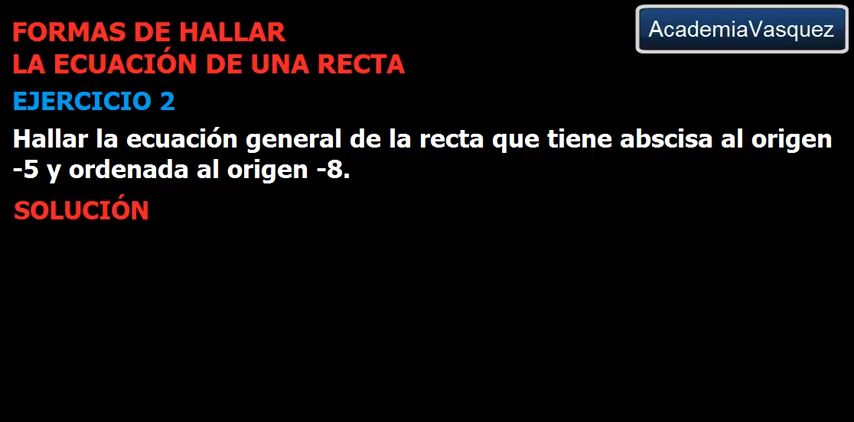 FORMAS DE HALLAR
LA ECUACIÓN DE UNA RECTA
AcademiaVasquez
EJERCICIO 2
Hallar la ecuación general de la recta que tiene abscisa al origen
-5 y ordenada al origen -8.
SOLUCIÓN